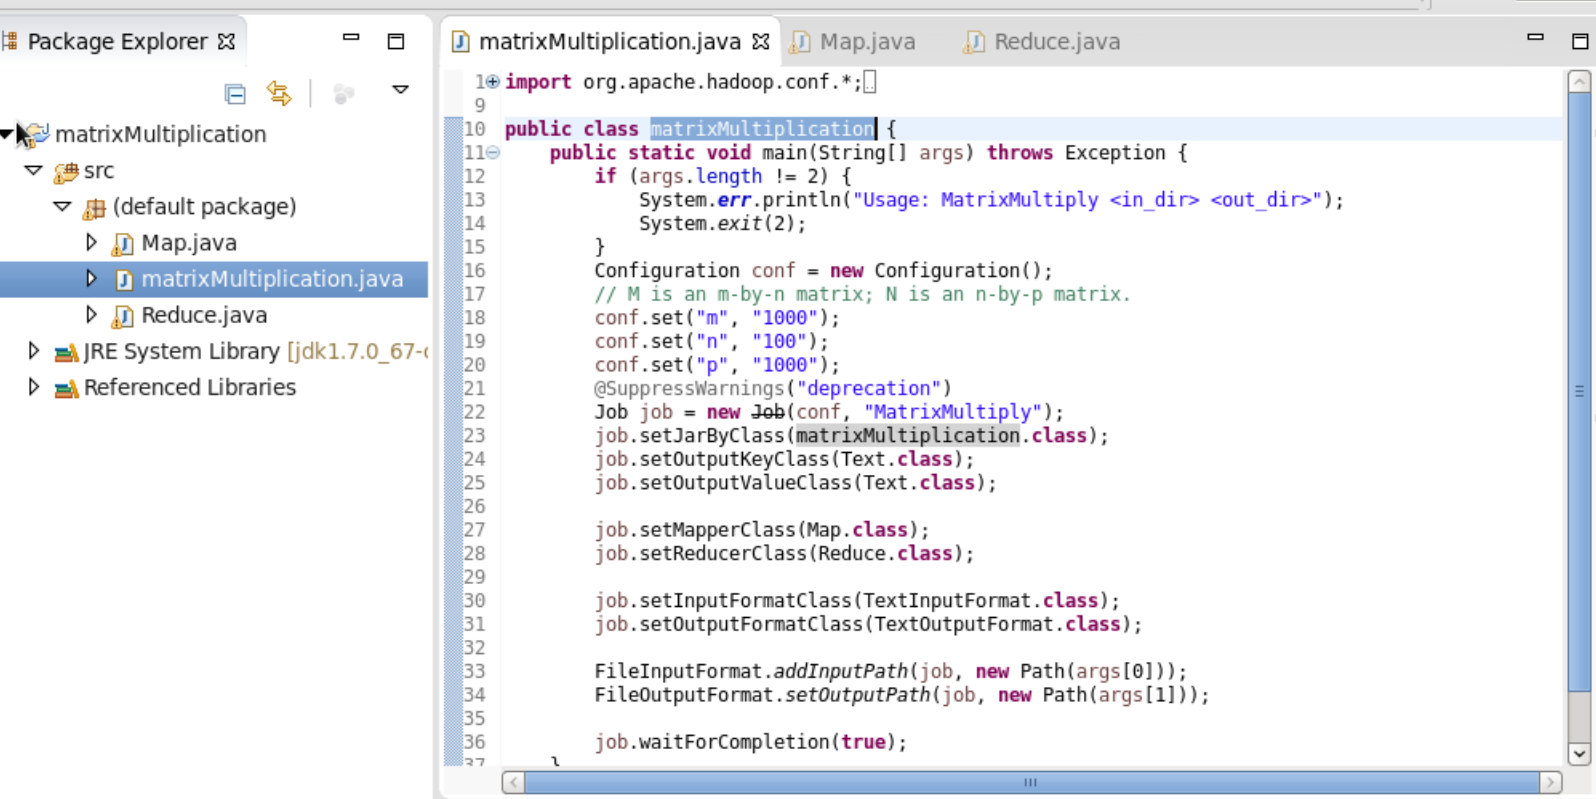 Package Explorer
matrixMultiplication
src
(default package)
Map.java
matrixMultiplication.java
Reduce.java
JRE System Library [jdk1.7.0_67-c
Referenced Libraries
matrixMultiplication.java Map.java Reduce.java
1 import org.apache.hadoop.conf.*;
9
10 public class matrixMultiplication {
11 public static void main(String[] args) throws Exception {
12 if (args.length != 2) {
13 System.err.println("Usage: MatrixMultiply <in_dir> <out_dir>");
14 System.exit(2);
15 }
16 Configuration conf = new Configuration();
17 // M is an m-by-n matrix; N is an n-by-p matrix.
18 conf.set("m", "1000");
19 conf.set("n", "100");
20 conf.set("p", "1000");
21 @SuppressWarnings("deprecation")
22 Job job = new Job(conf, "MatrixMultiply");
23 job.setJarByClass(matrixMultiplication.class);
24 job.setOutputKeyClass(Text.class);
25 job.setOutputValueClass(Text.class);
26
27 job.setMapperClass(Map.class);
28 job.setReducerClass(Reduce.class);
29
30 job.setInputFormatClass(TextInputFormat.class);
31 job.setOutputFormatClass(TextOutputFormat.class);
32
33 FileInputFormat.addInputPath(job, new Path(args[0]));
34 FileOutputFormat.setOutputPath(job, new Path(args[1]));
35
36 job.waitForCompletion(true);
37 }